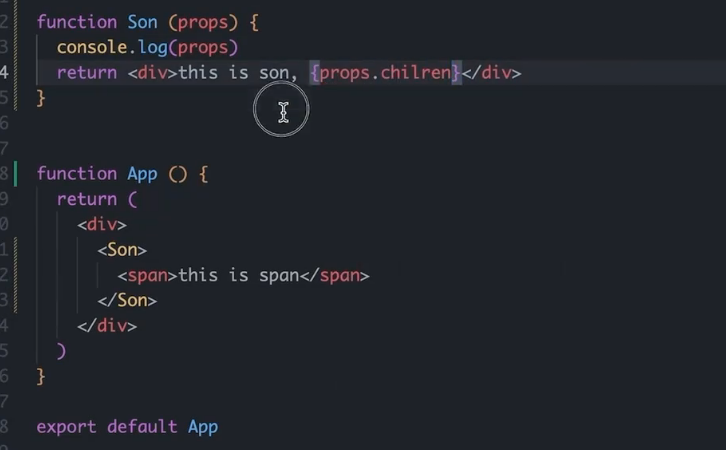 2 function Son (props) {
3 console.log(props)
4 return <div>this is son, {props.chilren}</div>
5 }
6
7
8 function App () {
9 return (
0 <div>
1 <Son>
2 <span>this is span</span>
3 </Son>
4 </div>
5 )
6 }
7
8 export default App